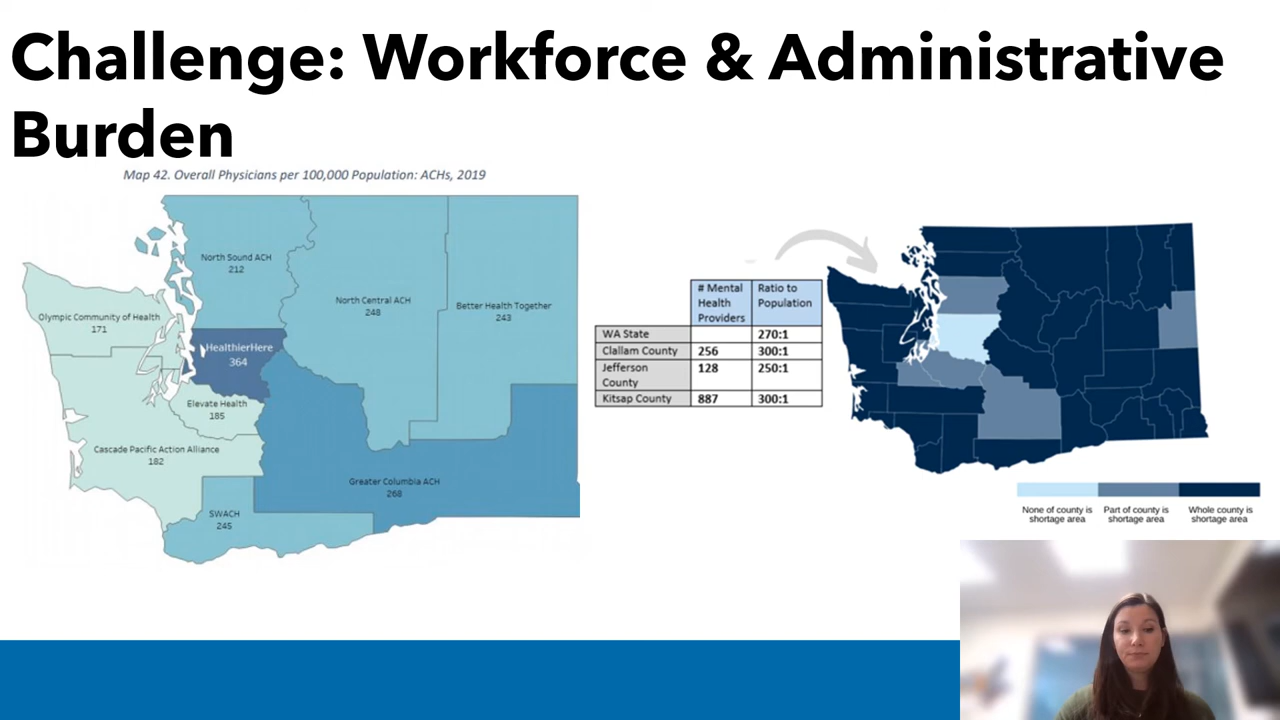 Challenge: Workforce & Administrative
Burden
Map 42. Overall Physicians per 100,000 Population: ACHs, 2019
North Sound ACH
212
North Central ACH
248
Better Health Together
243
Olympic Community of Health
171
HealthierHere
364
Elevate Health
185
Cascade Pacific Action Alliance
182
Greater Columbia ACH
268
SWACH
245
# Mental
Health
Providers
Ratio to
Population
WA State
270:1
Clallam County
256
300:1
Jefferson
County
128
250:1
Kitsap County
887
300:1
None of county is
shortage area
Part of county is
shortage area
Whole county is
shortage area